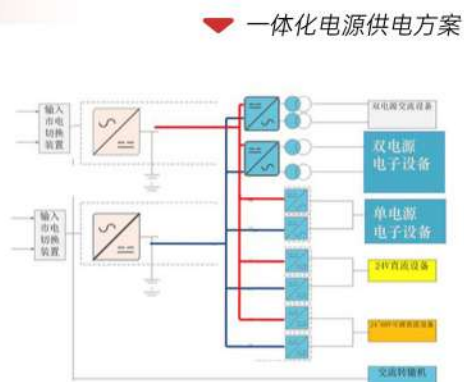 一体化电源供电方案
输入
市电
切换
装置
双电源交流设备
双电源
电子设备
单电源
电子设备
输入
市电
切换
装置
24V直流设备
交流转辙机